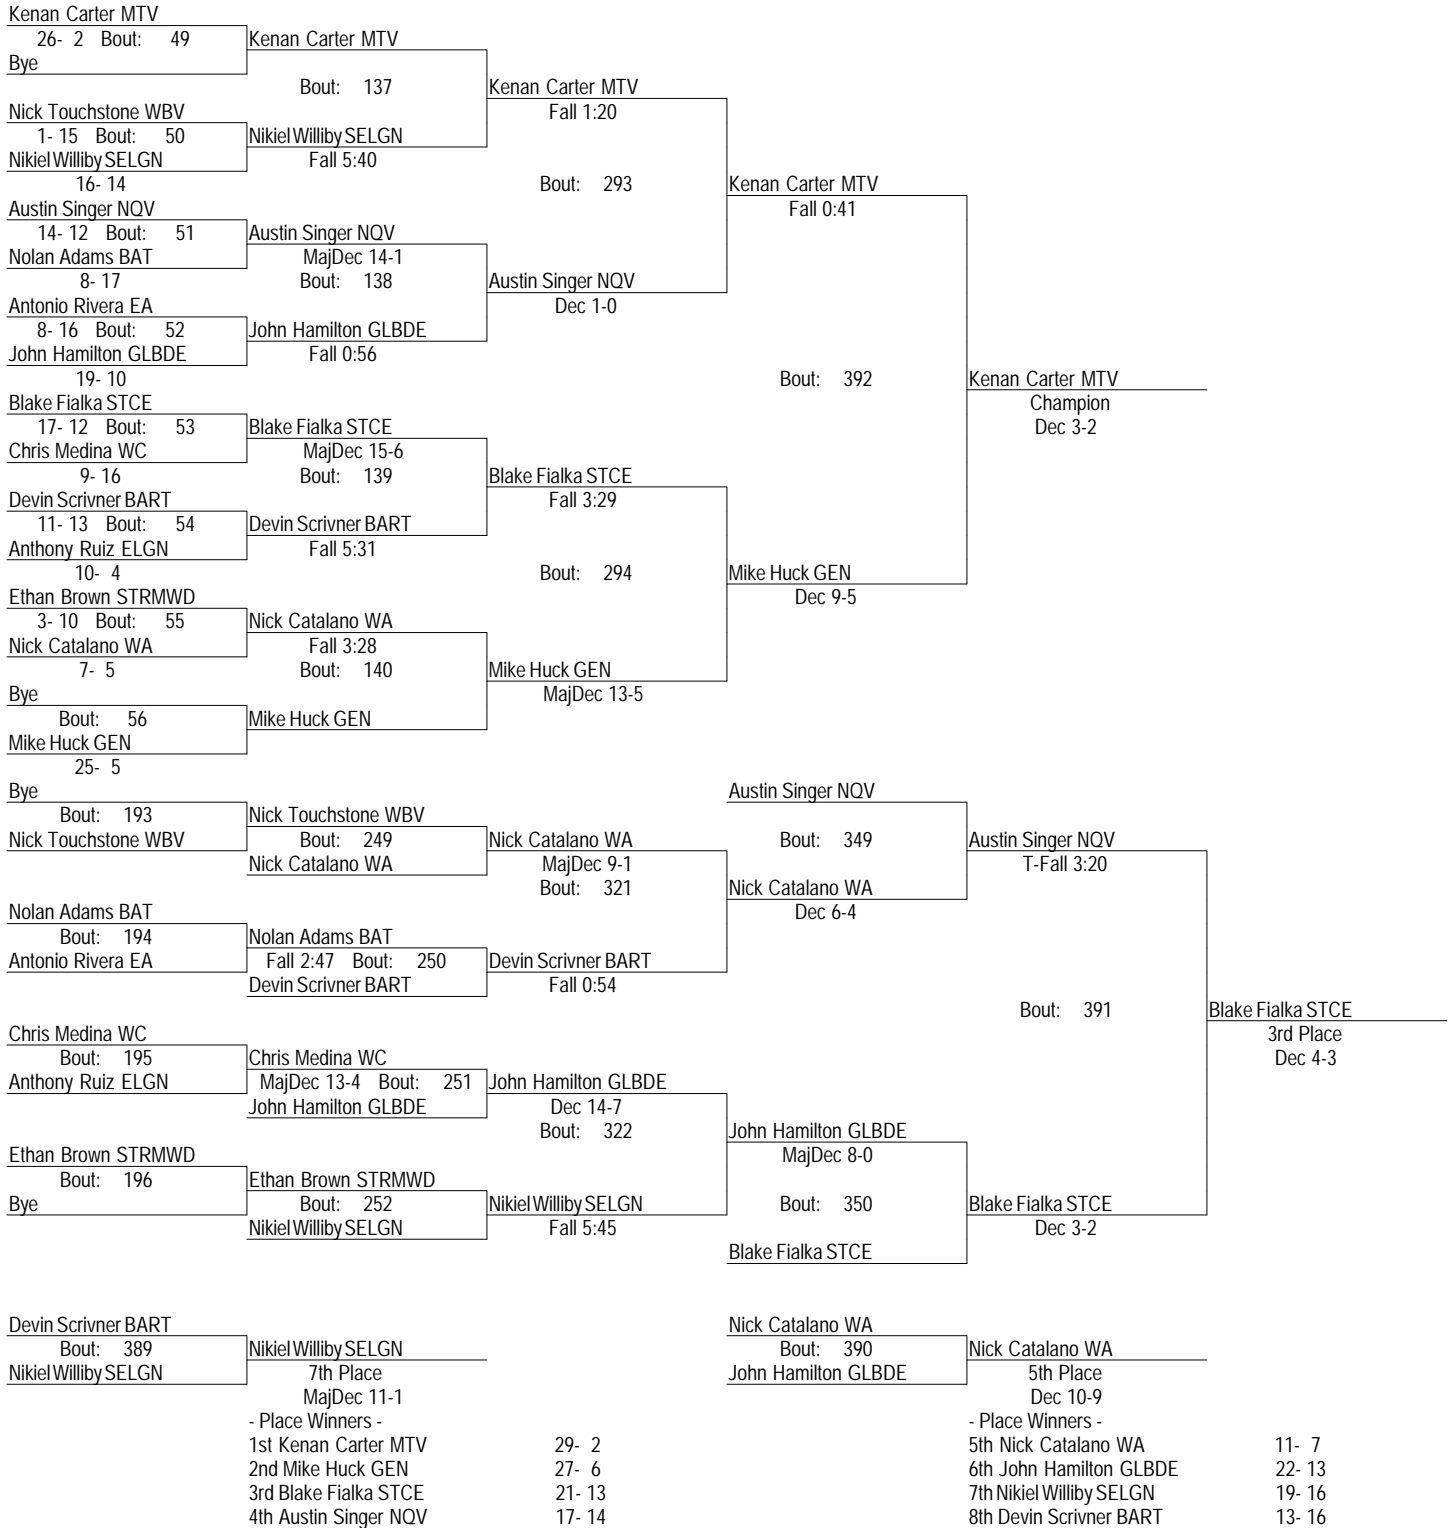 Kenan Carter MTV
26- 2 Bout: 49 Kenan Carter MTV
Bye
Bout: 137 Kenan Carter MTV
Nick Touchstone WBV Fall 1:20
1- 15 Bout: 50 Nikiel Williby SELGN
Nikiel Williby SELGN Fall 5:40
16- 14 Bout: 293 Kenan Carter MTV
Austin Singer NQV Fall 0:41
14- 12 Bout: 51 Austin Singer NQV
Nolan Adams BAT MajDec 14-1
8- 17 Bout: 138 Austin Singer NQV
Antonio Rivera EA Dec 1-0
8- 16 Bout: 52 John Hamilton GLBDE
John Hamilton GLBDE Fall 0:56
19- 10 Bout: 392 Kenan Carter MTV
Blake Fialka STCE Champion
17- 12 Bout: 53 Blake Fialka STCE Dec 3-2
Chris Medina WC MajDec 15-6
9- 16 Bout: 139 Blake Fialka STCE
Devin Scrivner BART Fall 3:29
11- 13 Bout: 54 Devin Scrivner BART
Anthony Ruiz ELGN Fall 5:31
10- 4 Bout: 294 Mike Huck GEN
Ethan Brown STRMWD Dec 9-5
3- 10 Bout: 55 Nick Catalano WA
Nick Catalano WA Fall 3:28
7- 5 Bout: 140 Mike Huck GEN
Bye MajDec 13-5
Bout: 56 Mike Huck GEN
Mike Huck GEN
25- 5
Bye Austin Singer NQV
Bout: 193 Nick Touchstone WBV
Nick Touchstone WBV Bout: 249 Nick Catalano WA Bout: 349 Austin Singer NQV
Nick Catalano WA MajDec 9-1 T-Fall 3:20
Bout: 321 Nick Catalano WA
Nolan Adams BAT Dec 6-4
Bout: 194 Nolan Adams BAT
Antonio Rivera EA Fall 2:47 Bout: 250 Devin Scrivner BART
Devin Scrivner BART Fall 0:54
Bout: 391 Blake Fialka STCE
Chris Medina WC 3rd Place
Bout: 195 Chris Medina WC Dec 4-3
Anthony Ruiz ELGN MajDec 13-4 Bout: 251 John Hamilton GLBDE
John Hamilton GLBDE Dec 14-7
Bout: 322 John Hamilton GLBDE
Ethan Brown STRMWD MajDec 8-0
Bout: 196 Ethan Brown STRMWD
Bye Bout: 252 Nikiel Williby SELGN Bout: 350 Blake Fialka STCE
Nikiel Williby SELGN Fall 5:45 Dec 3-2
Blake Fialka STCE
Devin Scrivner BART Nick Catalano WA
Bout: 389 Nikiel Williby SELGN Bout: 390 Nick Catalano WA
Nikiel Williby SELGN 7th Place John Hamilton GLBDE 5th Place
MajDec 11-1 Dec 10-9
- Place Winners - - Place Winners -
1st Kenan Carter MTV 29- 2 5th Nick Catalano WA 11- 7
2nd Mike Huck GEN 27- 6 6th John Hamilton GLBDE 22- 13
3rd Blake Fialka STCE 21- 13 7th Nikiel Williby SELGN 19- 16
4th Austin Singer NQV 17- 14 8th Devin Scrivner BART 13- 16